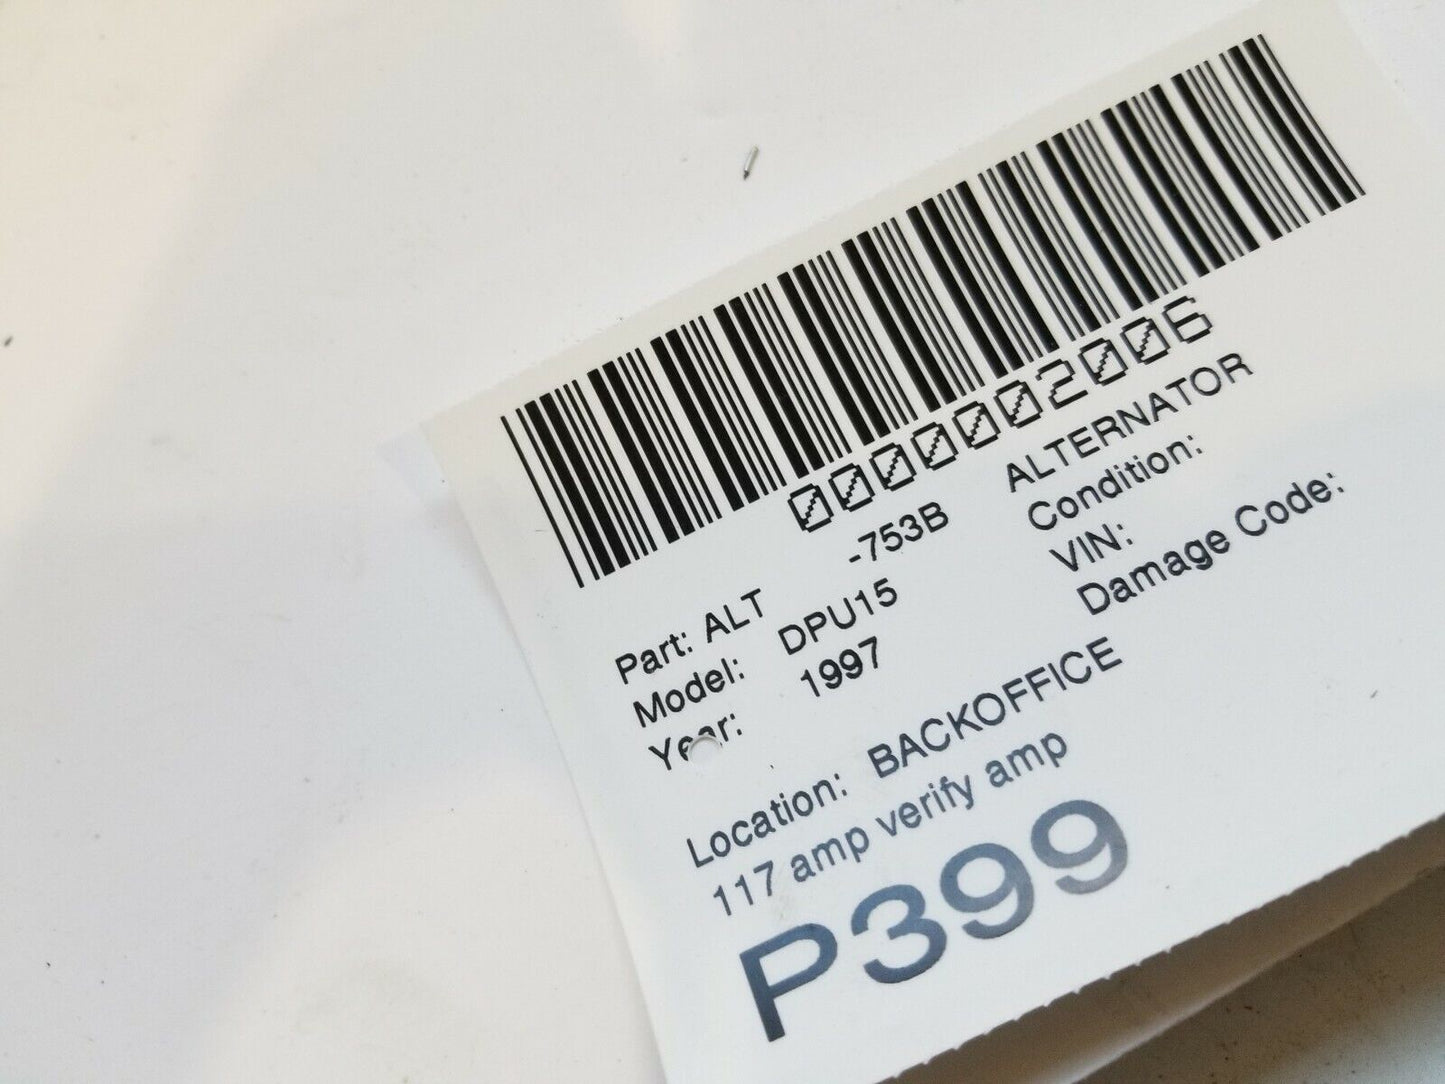 0000002006
Part: ALT -753B ALTERNATOR
Model: DPU15 Condition:
Year: 1997 VIN:
Damage Code:
Location: BACKOFFICE
117 amp verify amp
P399